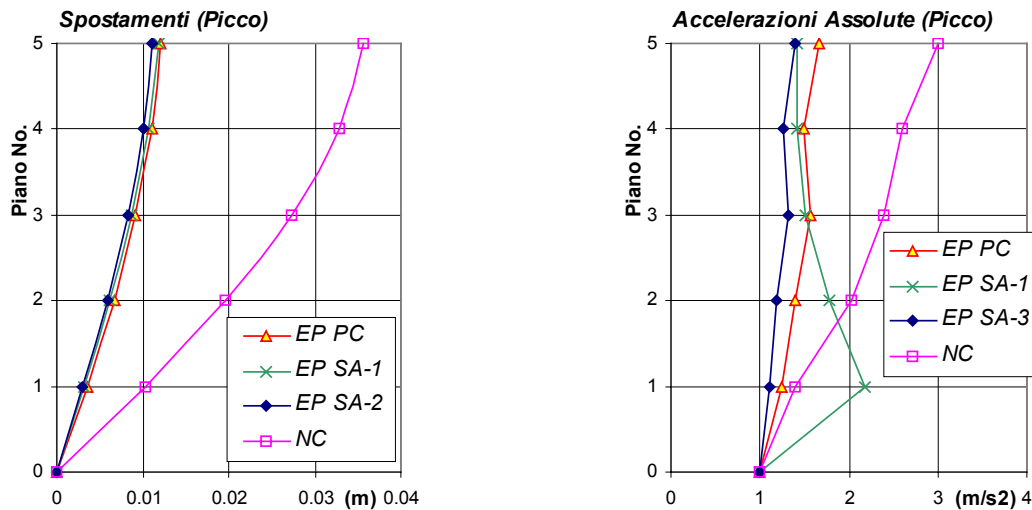 Spostamenti (Picco)
5
4
3
2
1
0
Piano No.
0
0.01
0.02
0.03
(m)
0.04
EP PC
EP SA-1
EP SA-2
NC
Accelerazioni Assolute (Picco)
5
4
3
2
1
0
Piano No.
0
1
2
3
(m/s2)
4
EP PC
EP SA-1
EP SA-3
NC